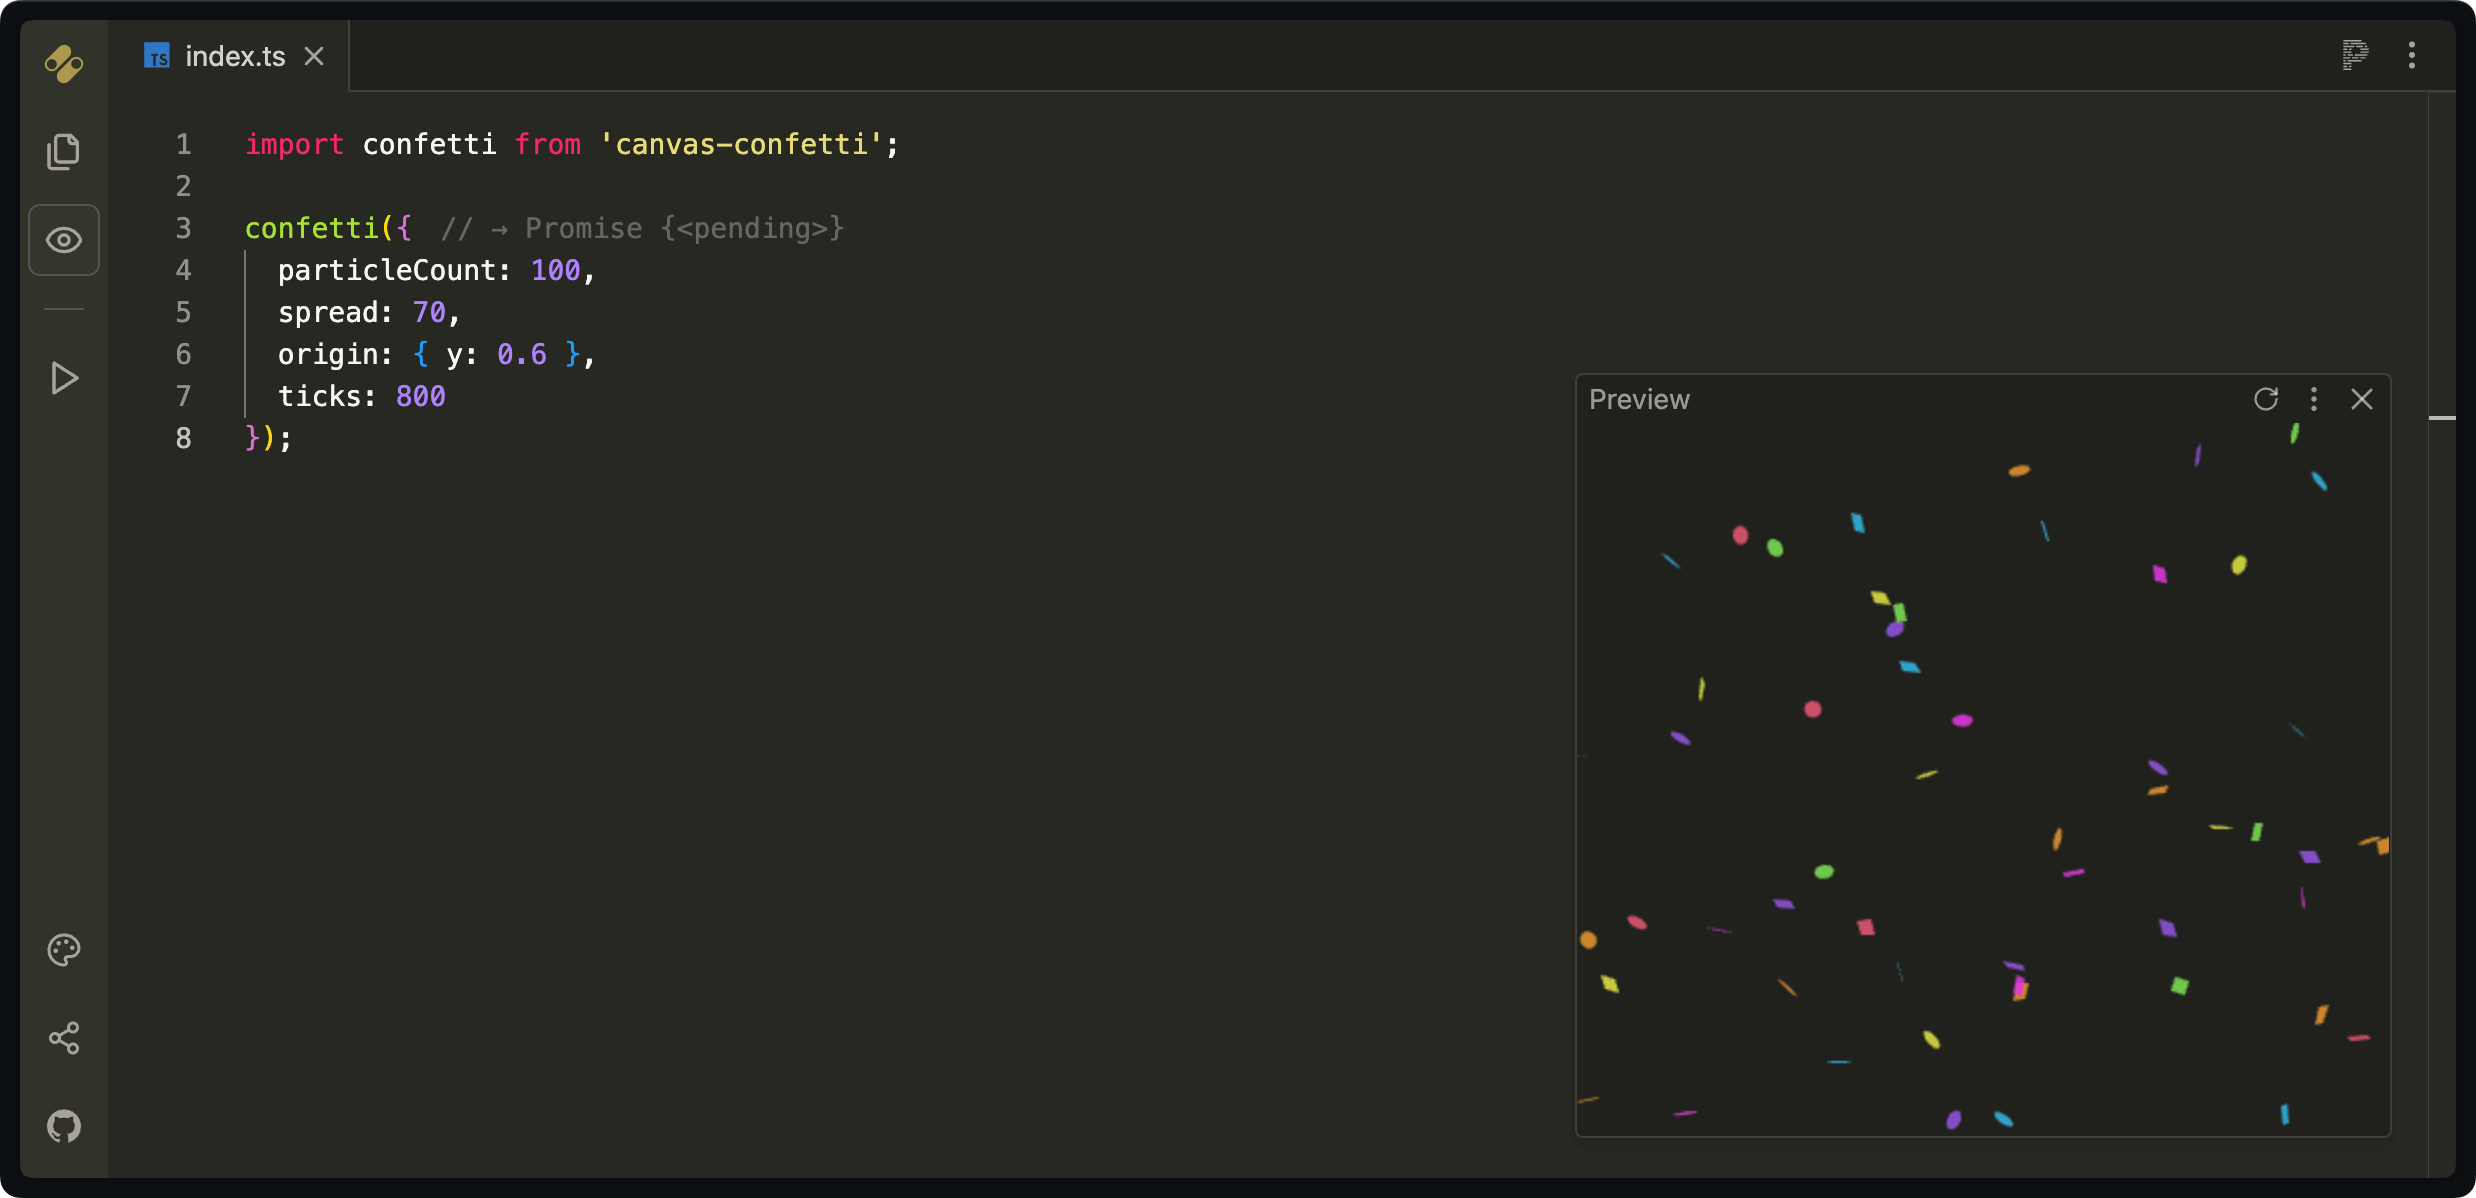 TS index.ts
1 import confetti from 'canvas-confetti';
2
3 confetti({ // → Promise {<pending>}
4 particleCount: 100,
5 spread: 70,
6 origin: { y: 0.6 },
7 ticks: 800
8 });
Preview